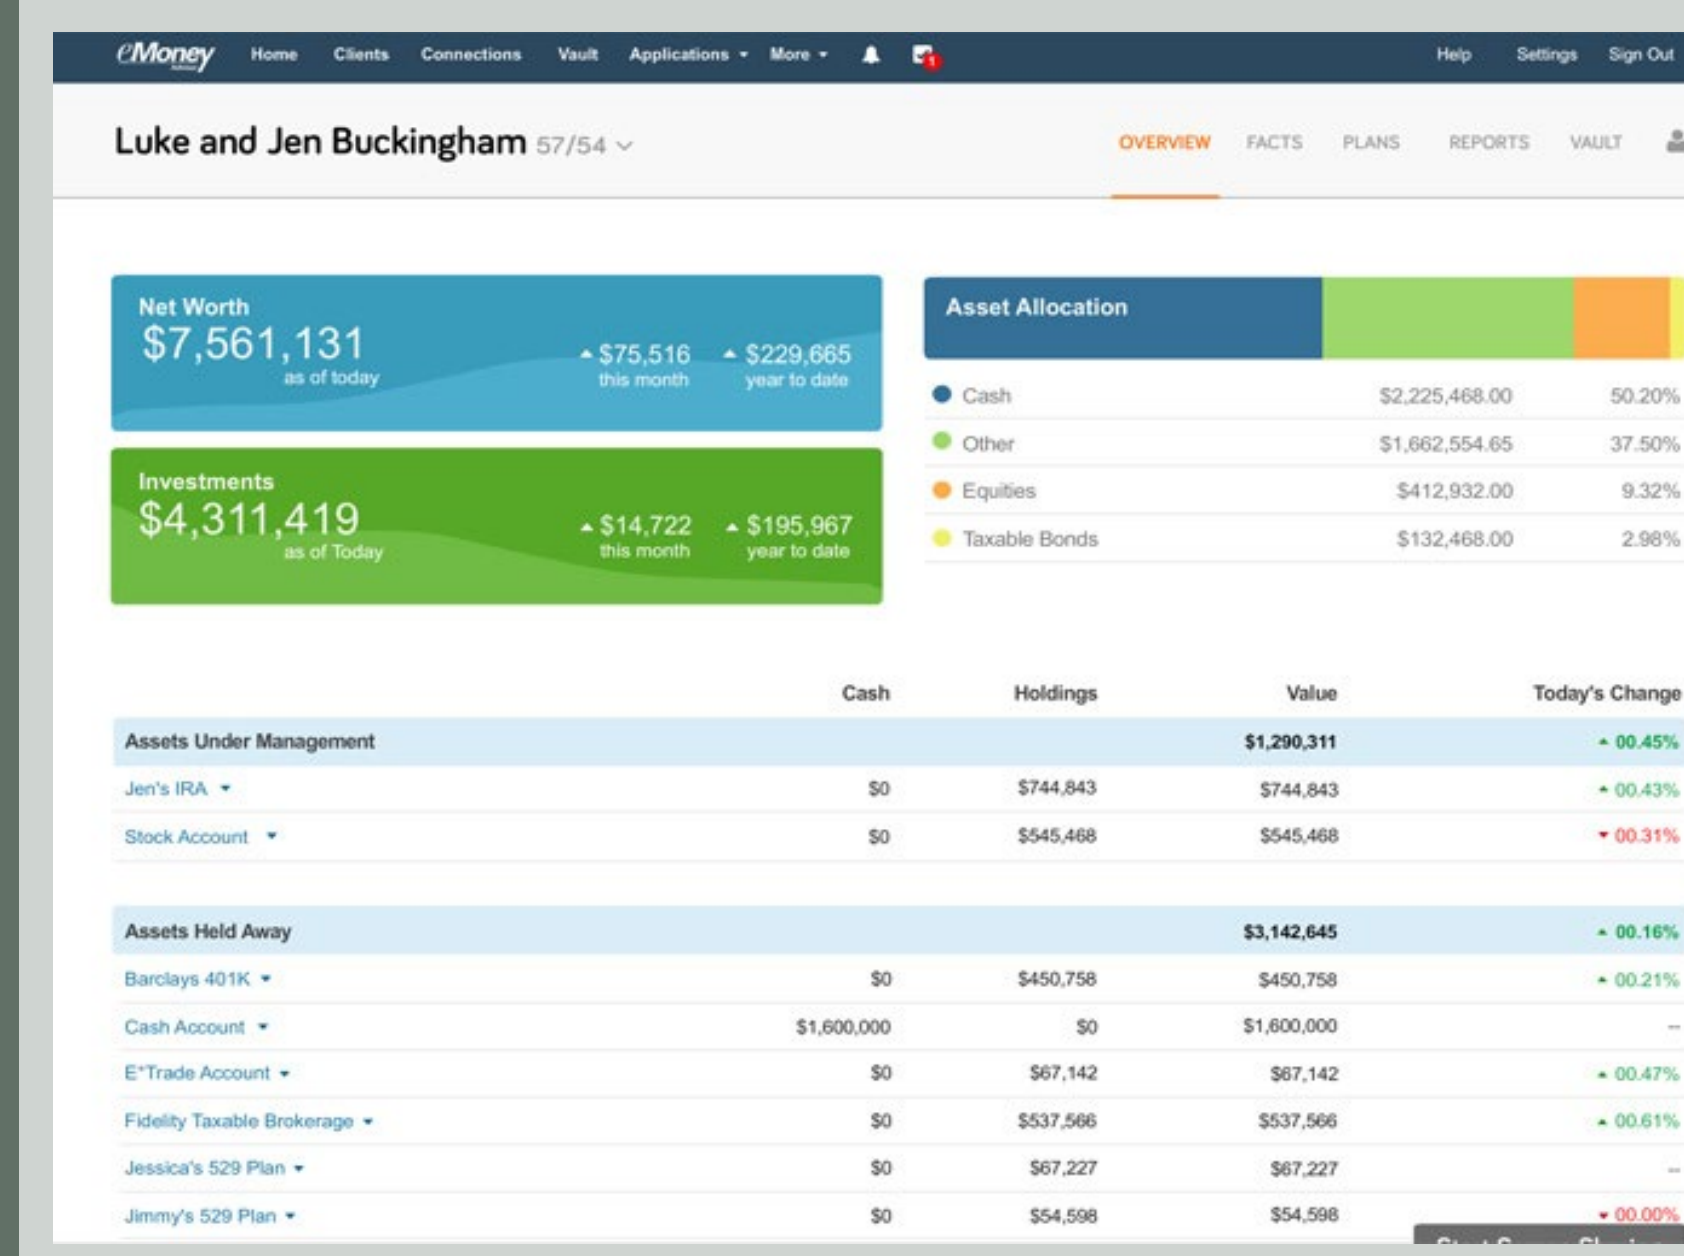 eMoney Home Clients Connections Vault Applications More 1 Help Settings Sign Out
Luke and Jen Buckingham 57/54 OVERVIEW FACTS PLANS REPORTS VAULT
Net Worth
$7,561,131
as of today
$75,516 $229,665
this month year to date
Investments
$4,311,419
as of Today
$14,722 $195,967
this month year to date
Asset Allocation
Cash $2,225,468.00 50.20%
Other $1,662,554.65 37.50%
Equities $412,932.00 9.32%
Taxable Bonds $132,468.00 2.98%
Cash Holdings Value Today's Change
Assets Under Management $1,290,311 00.45%
Jen's IRA $0 $744,843 $744,843 00.43%
Stock Account $0 $545,468 $545,468 00.31%
Assets Held Away $3,142,645 00.16%
Barclays 401K $0 $450,758 $450,758 00.21%
Cash Account $1,600,000 $0 $1,600,000 --
E*Trade Account $0 $67,142 $67,142 00.47%
Fidelity Taxable Brokerage $0 $537,566 $537,566 00.61%
Jessica's 529 Plan $0 $67,227 $67,227 --
Jimmy's 529 Plan $0 $54,598 $54,598 00.00%